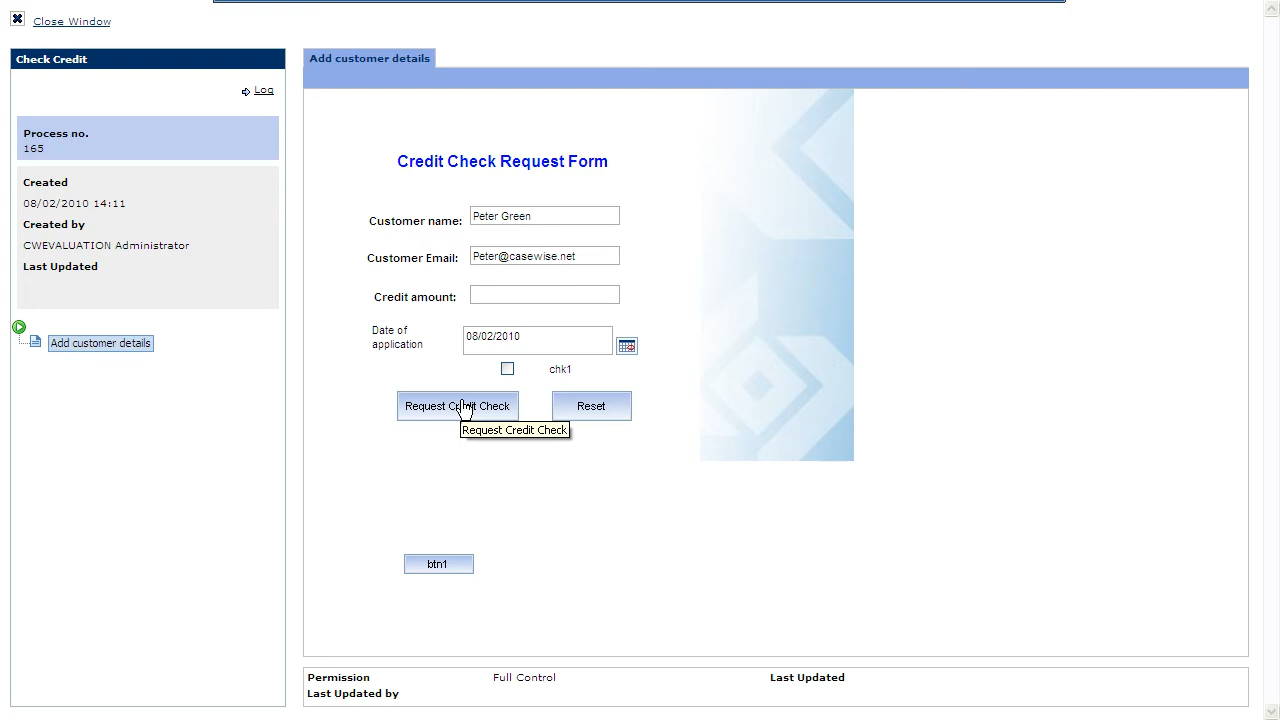 Close Window
Check Credit
Log
Process no.
165
Created
08/02/2010 14:11
Created by
CWEVALUATION Administrator
Last Updated
Add customer details
Add customer details
Credit Check Request Form
Customer name: Peter Green
Customer Email: Peter@casewise.net
Credit amount:
Date of
application
08/02/2010
chk1
Request Credit Check
Reset
Request Credit Check
btn1
Permission Full Control Last Updated
Last Updated by